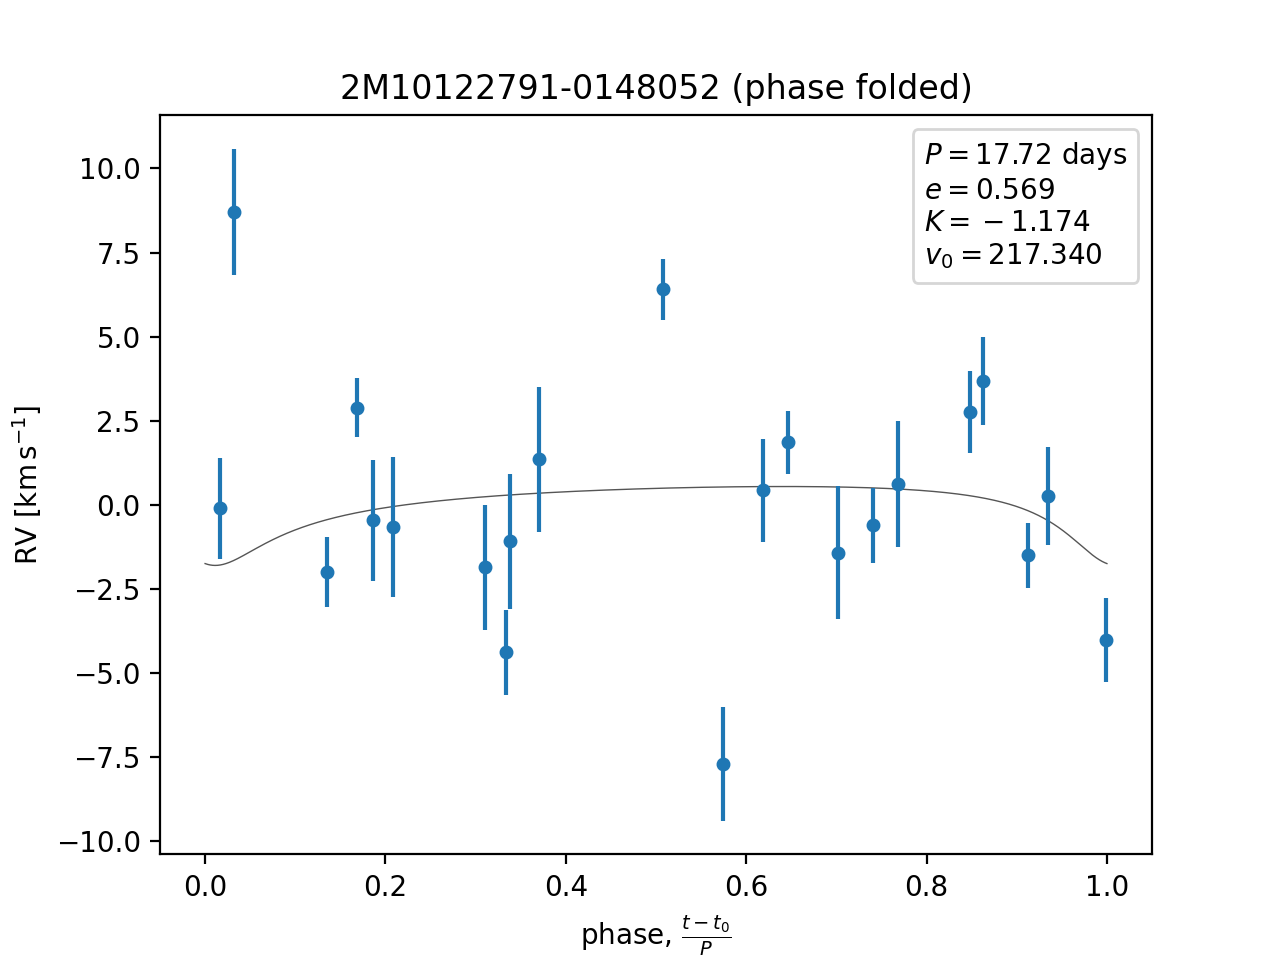 2M10122791-0148052 (phase folded)
P = 17.72 days
e = 0.569
K = −1.174
v₀ = 217.340
RV [km s⁻¹]
10.0
7.5
5.0
2.5
0.0
−2.5
−5.0
−7.5
−10.0
0.0 0.2 0.4 0.6 0.8 1.0
phase, (t − t₀)/P